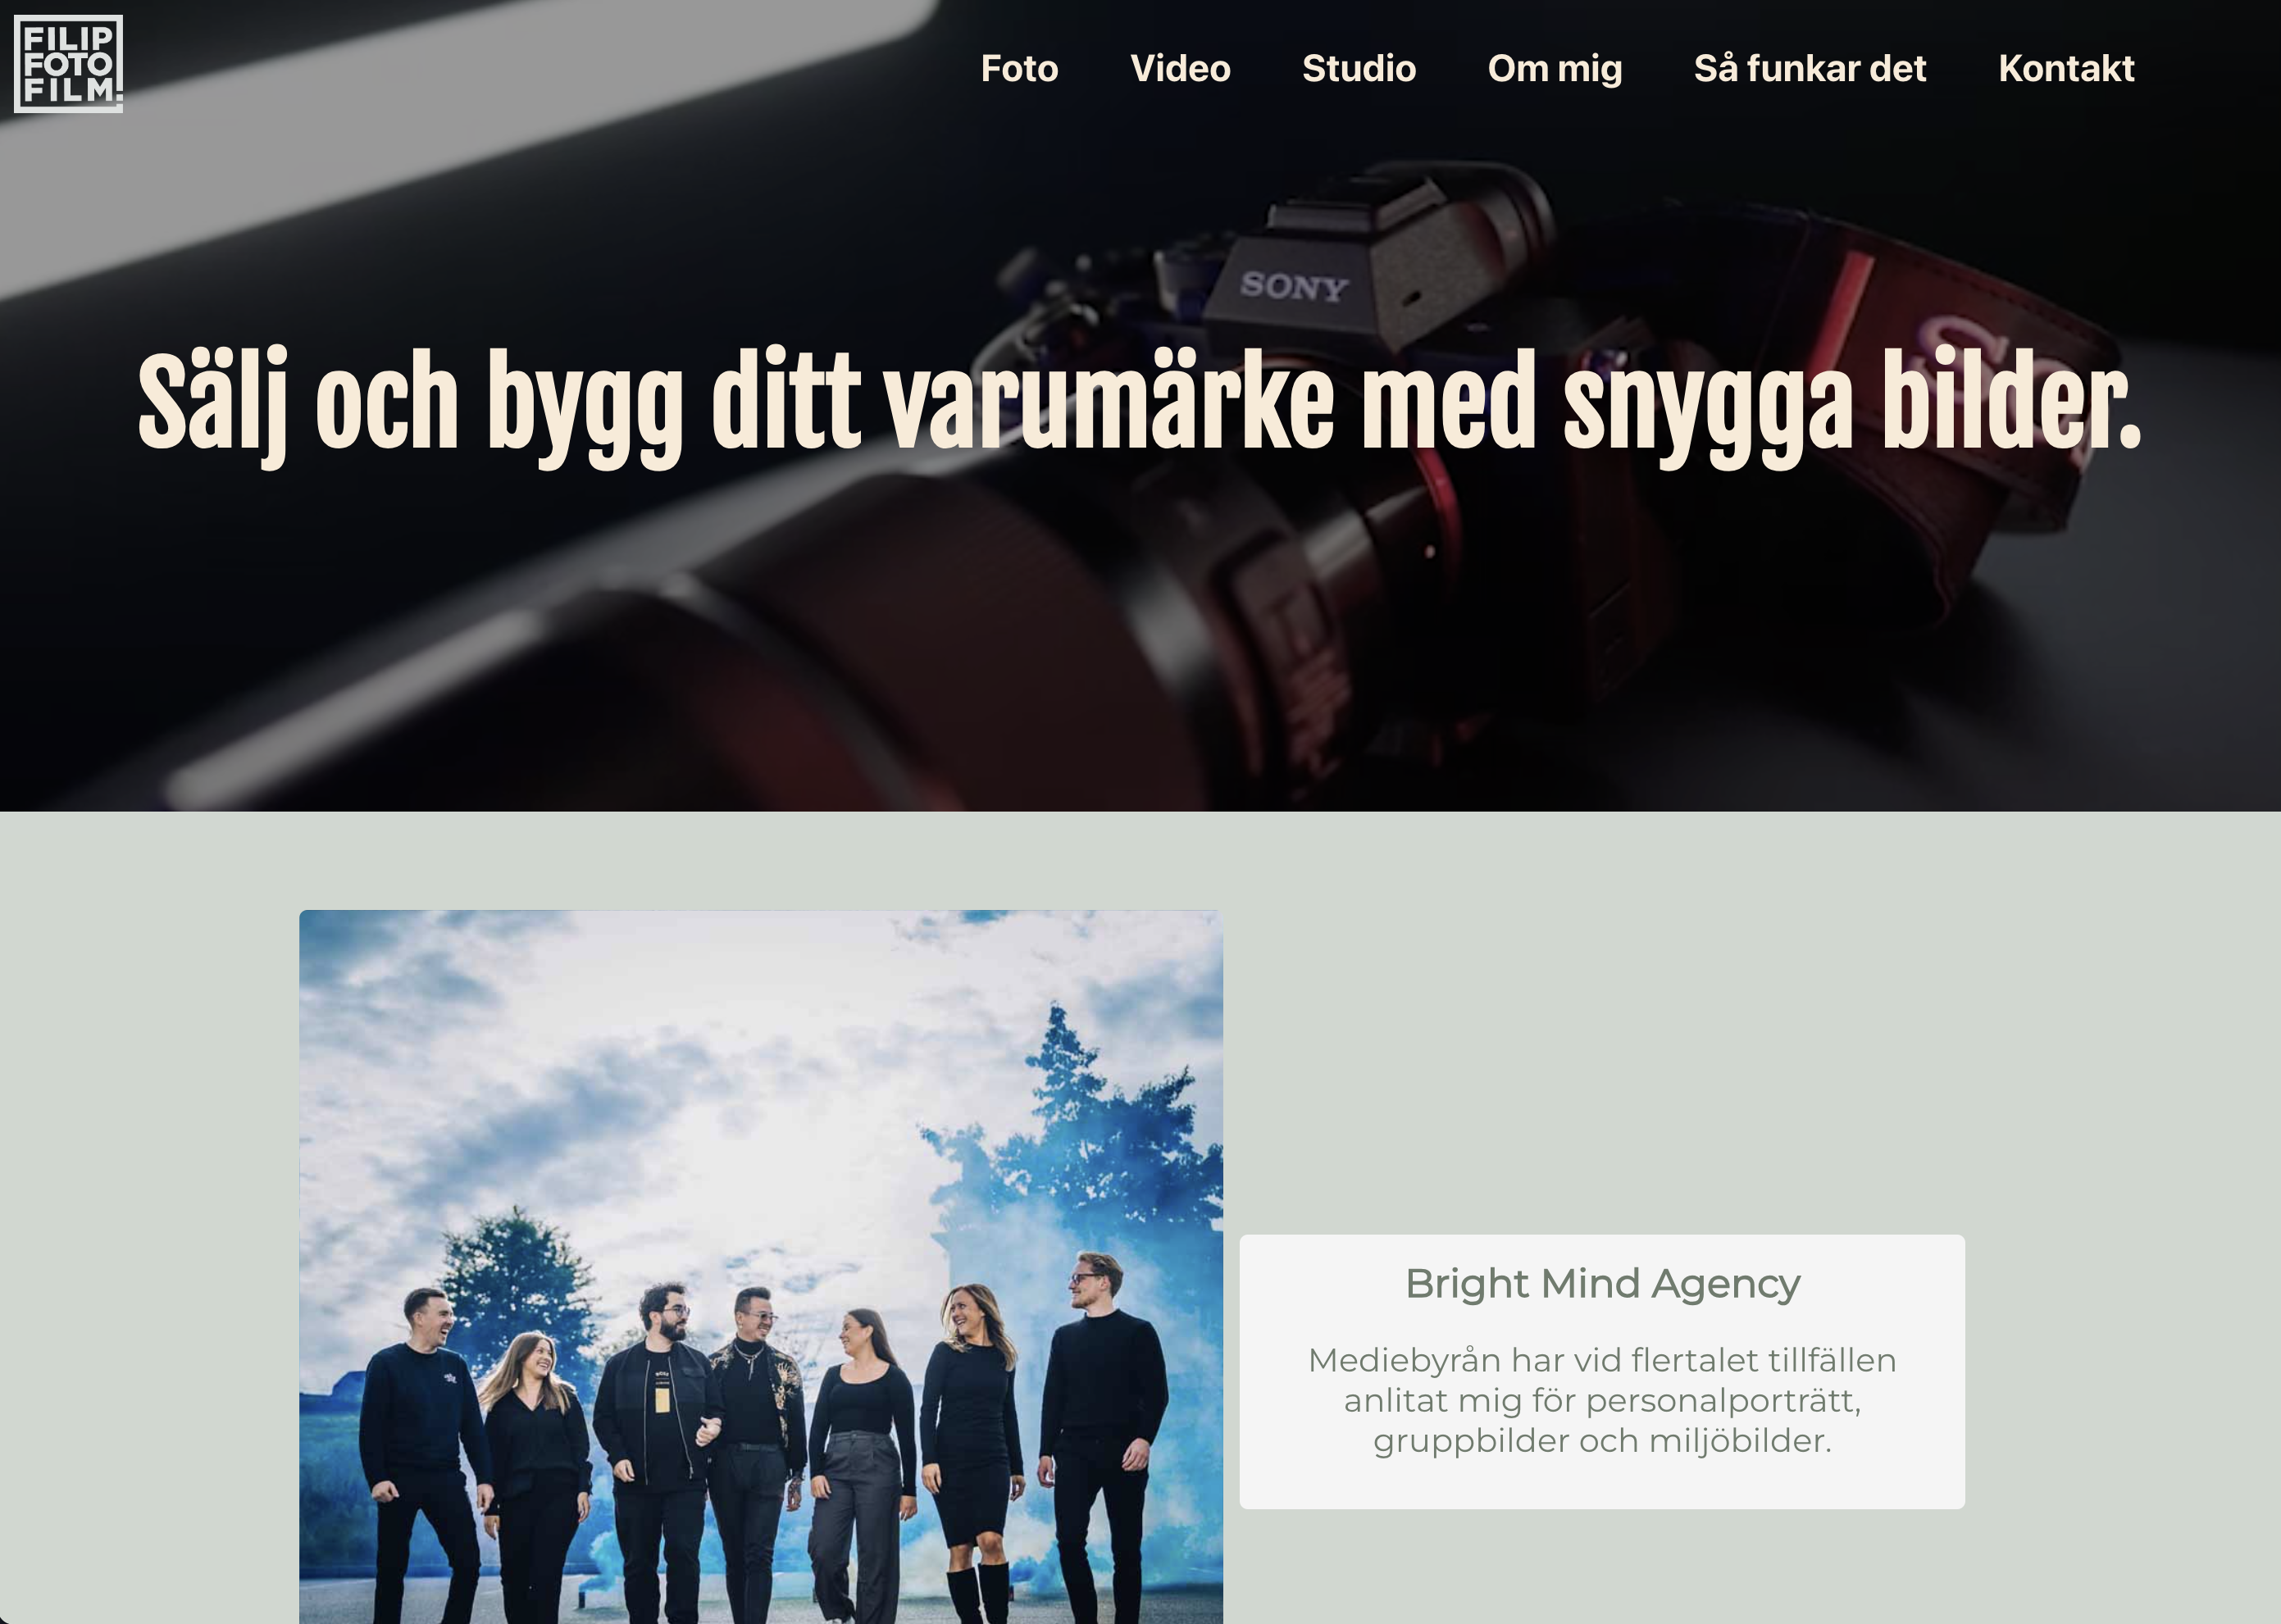 FILIP
FOTO
FILM.
Foto Video Studio Om mig Så funkar det Kontakt
SONY
Sälj och bygg ditt varumärke med snygga bilder.
Bright Mind Agency
Mediebyrån har vid flertalet tillfällen
anlitat mig för personalporträtt,
gruppbilder och miljöbilder.